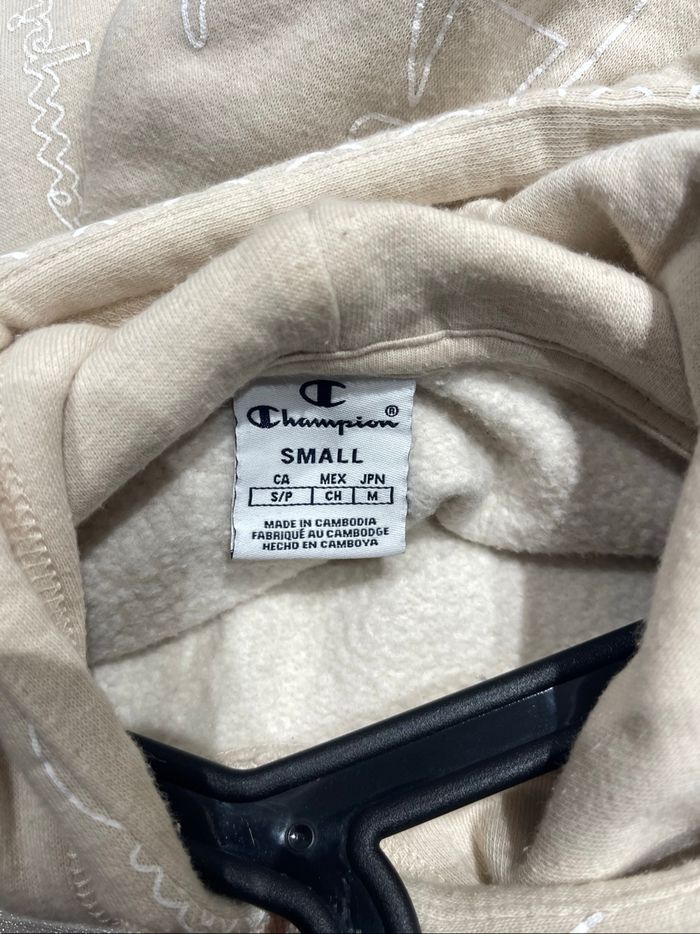 Champion®
SMALL
CA MEX JPN
S/P CH M
MADE IN CAMBODIA
FABRIQUÉ AU CAMBODGE
HECHO EN CAMBOYA